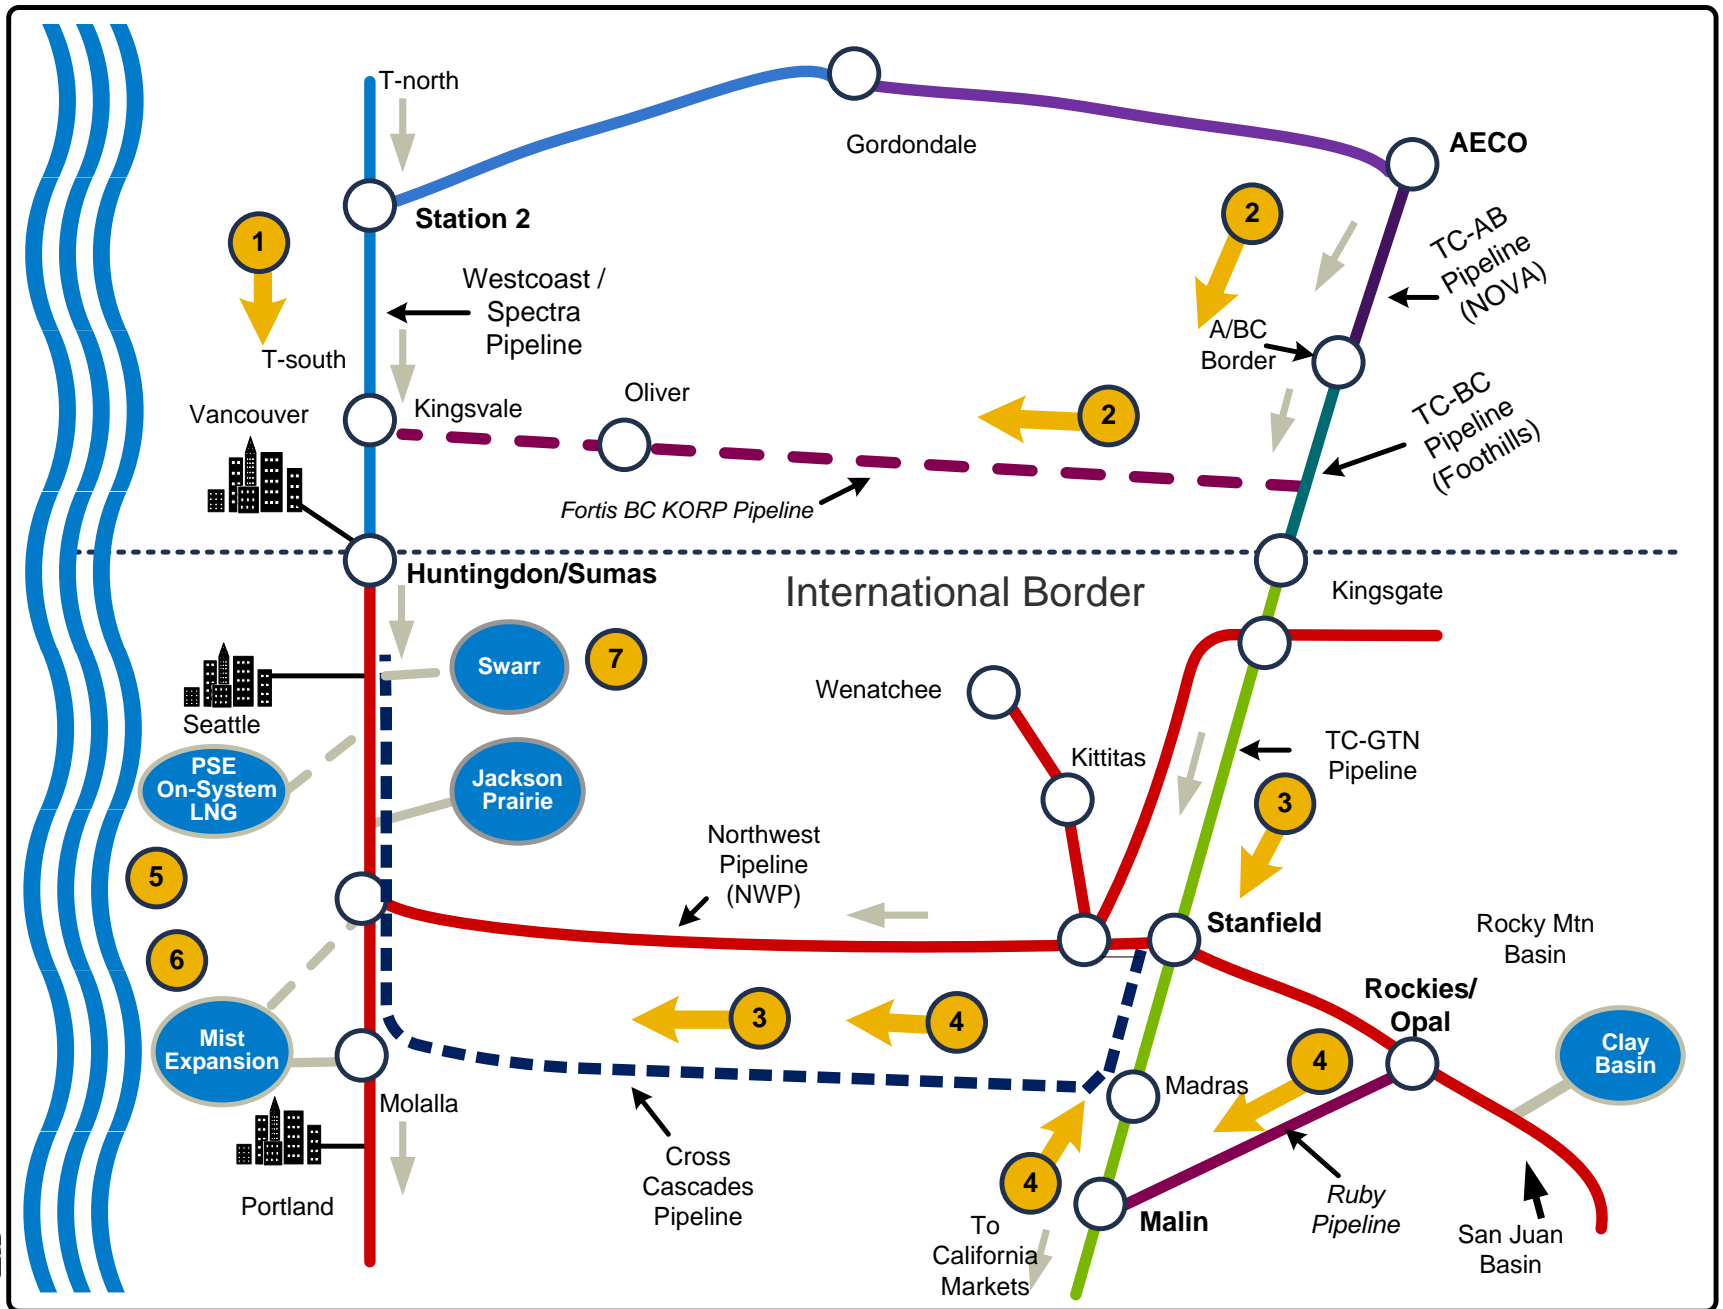 T-north
Gordondale
AECO
Station 2
1
2
TC-AB
Pipeline
(NOVA)
Westcoast /
Spectra
Pipeline
A/BC
Border
T-south
Vancouver
Kingsvale
Oliver
2
TC-BC
Pipeline
(Foothills)
Fortis BC KORP Pipeline
Huntingdon/Sumas
International Border
Kingsgate
Swarr
7
Wenatchee
Seattle
Kittitas
TC-GTN
Pipeline
PSE
On-System
LNG
Jackson
Prairie
3
Northwest
Pipeline
(NWP)
5
Stanfield
Rocky Mtn
Basin
6
Rockies/
Opal
3
4
4
Mist
Expansion
Clay
Basin
Madras
Molalla
Cross
Cascades
Pipeline
4
To
California
Markets
Malin
Ruby
Pipeline
Portland
San Juan
Basin